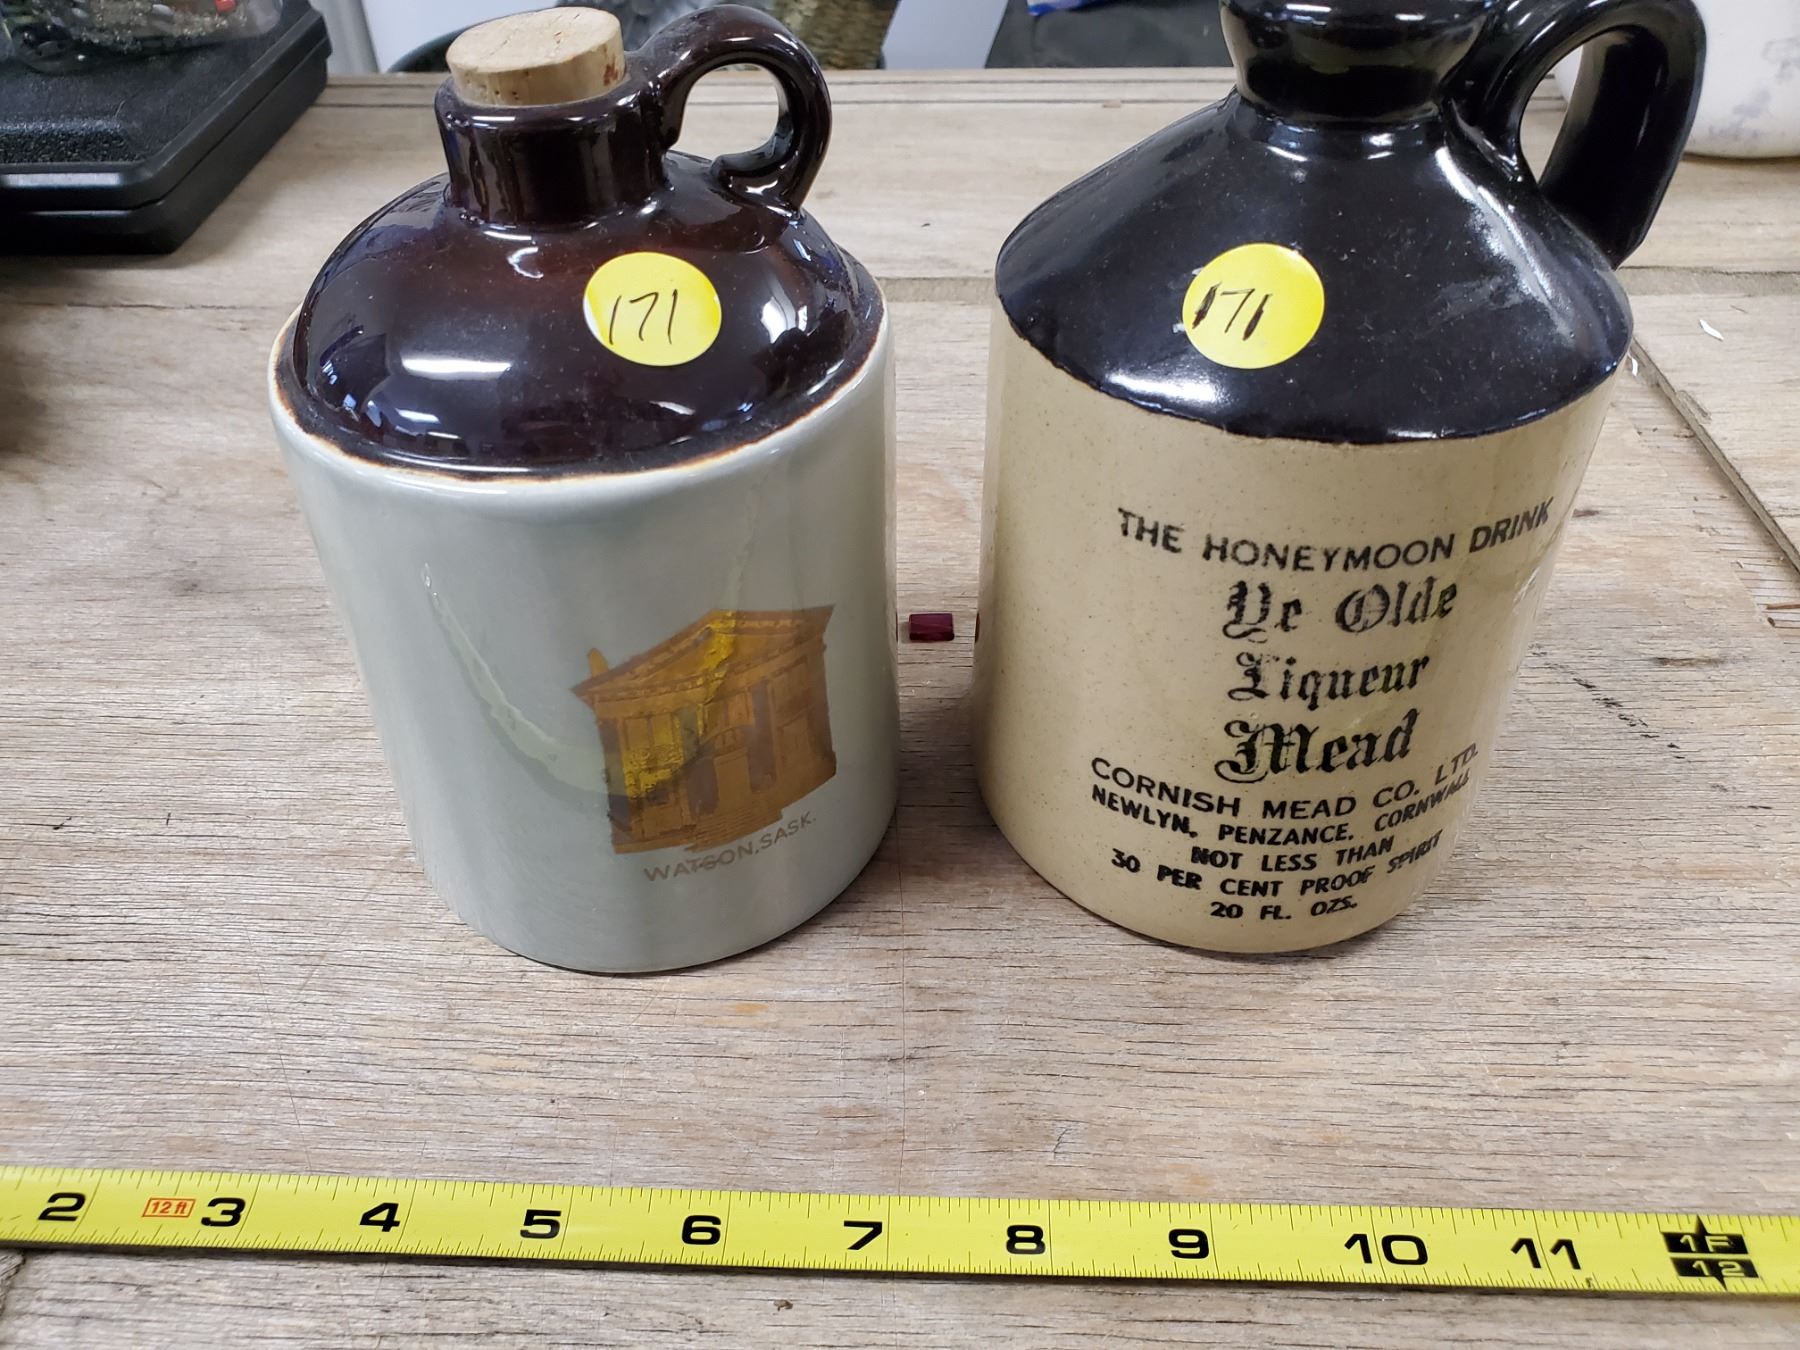 171
WATSON, SASK.
171
THE HONEYMOON DRINK
Ye Olde
Liqueur
Mead
CORNISH MEAD CO. LTD.
NEWLYN, PENZANCE, CORNWALL
NOT LESS THAN
30 PER CENT PROOF SPIRIT
20 FL. OZS.
2 12ft 3 4 5 6 7 8 9 10 11 1F
12